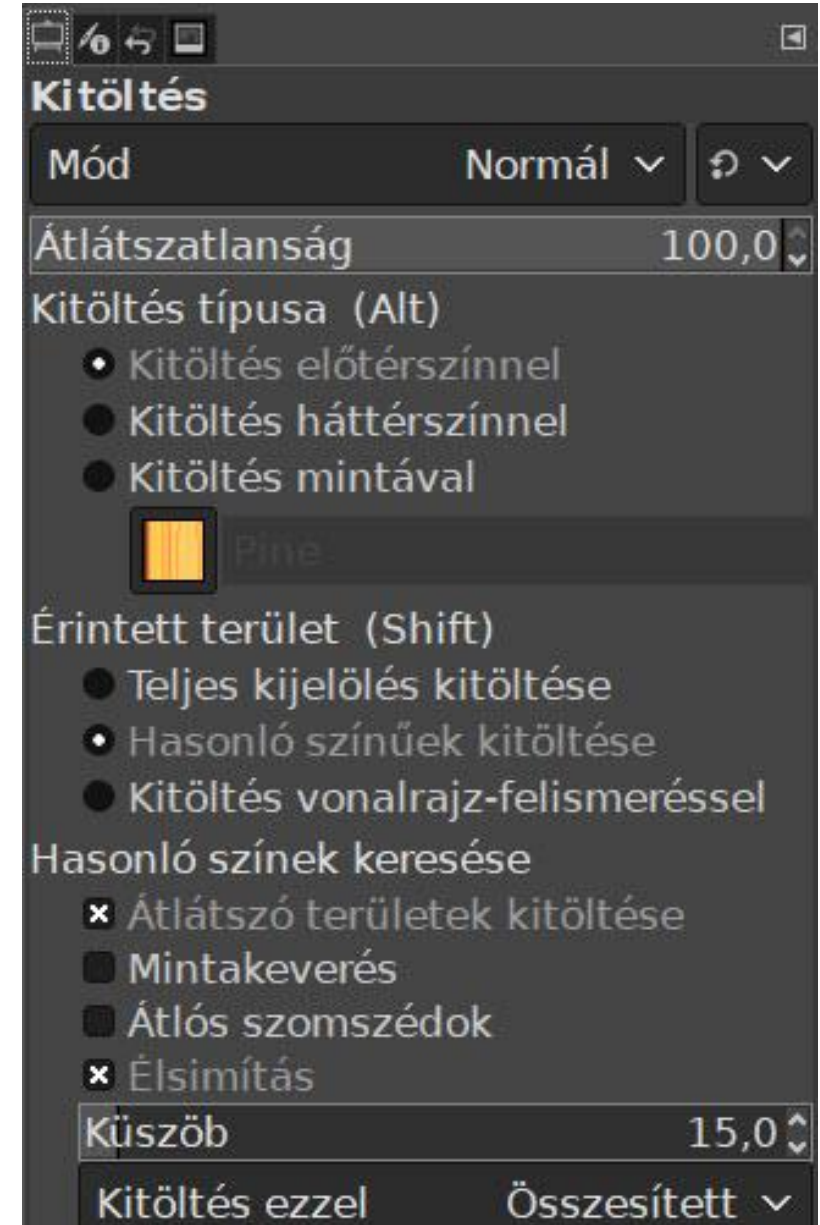 Kitöltés
Mód Normál
Átlátszatlanság 100,0
Kitöltés típusa (Alt)
Kitöltés előtérszínnel
Kitöltés háttérszínnel
Kitöltés mintával
Pine
Érintett terület (Shift)
Teljes kijelölés kitöltése
Hasonló színűek kitöltése
Kitöltés vonalrajz-felismeréssel
Hasonló színek keresése
Átlátszó területek kitöltése
Mintakeverés
Átlós szomszédok
Élsimítás
Küszöb 15,0
Kitöltés ezzel Összesített